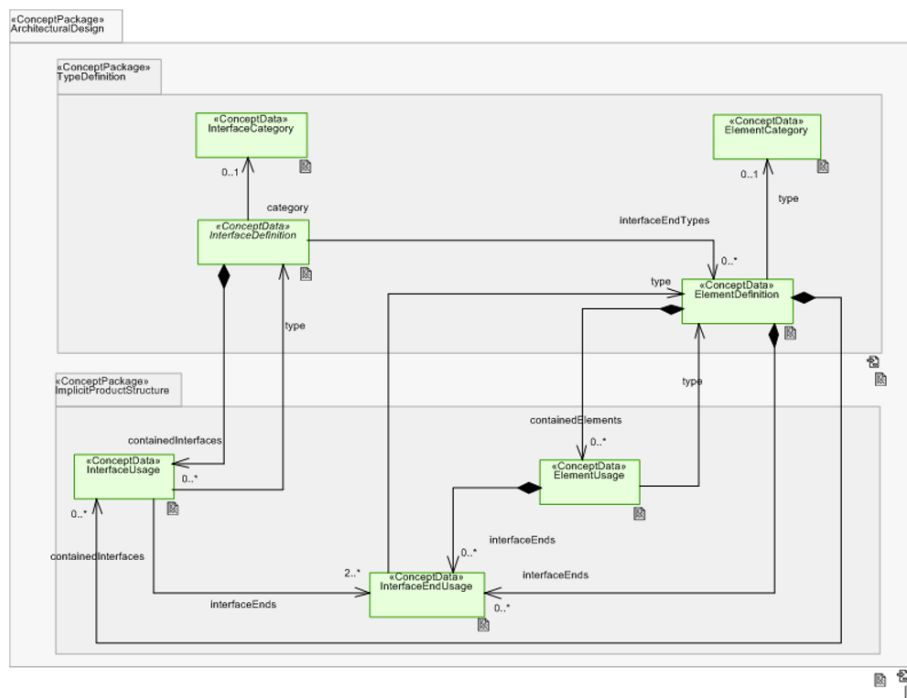 «ConceptPackage»
ArchitecturalDesign
«ConceptPackage»
TypeDefinition
«ConceptData»
InterfaceCategory
«ConceptData»
ElementCategory
0..1
0..1
type
category
interfaceEndTypes
«ConceptData»
InterfaceDefinition
0..*
type
«ConceptData»
ElementDefinition
type
«ConceptPackage»
ImplicitProductStructure
type
containedElements
containedInterfaces
0..*
«ConceptData»
InterfaceUsage
0..*
«ConceptData»
ElementUsage
0..*
interfaceEnds
containedInterfaces
0..*
2..*
interfaceEnds
«ConceptData»
InterfaceEndUsage
interfaceEnds
0..*